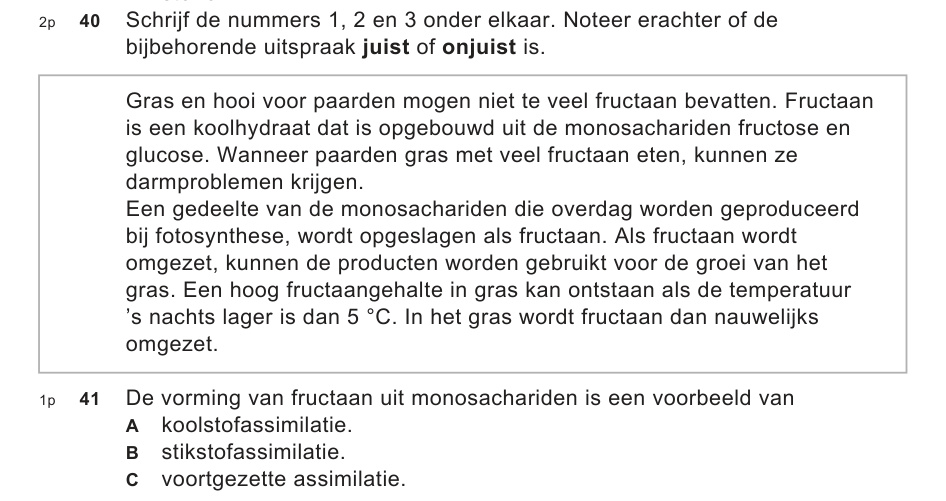 2p 40 Schrijf de nummers 1, 2 en 3 onder elkaar. Noteer erachter of de
bijbehorende uitspraak juist of onjuist is.
Gras en hooi voor paarden mogen niet te veel fructaan bevatten. Fructaan
is een koolhydraat dat is opgebouwd uit de monosachariden fructose en
glucose. Wanneer paarden gras met veel fructaan eten, kunnen ze
darmproblemen krijgen.
Een gedeelte van de monosachariden die overdag worden geproduceerd
bij fotosynthese, wordt opgeslagen als fructaan. Als fructaan wordt
omgezet, kunnen de producten worden gebruikt voor de groei van het
gras. Een hoog fructaangehalte in gras kan ontstaan als de temperatuur
's nachts lager is dan 5 °C. In het gras wordt fructaan dan nauwelijks
omgezet.
1p 41 De vorming van fructaan uit monosachariden is een voorbeeld van
A koolstofassimilatie.
B stikstofassimilatie.
C voortgezette assimilatie.